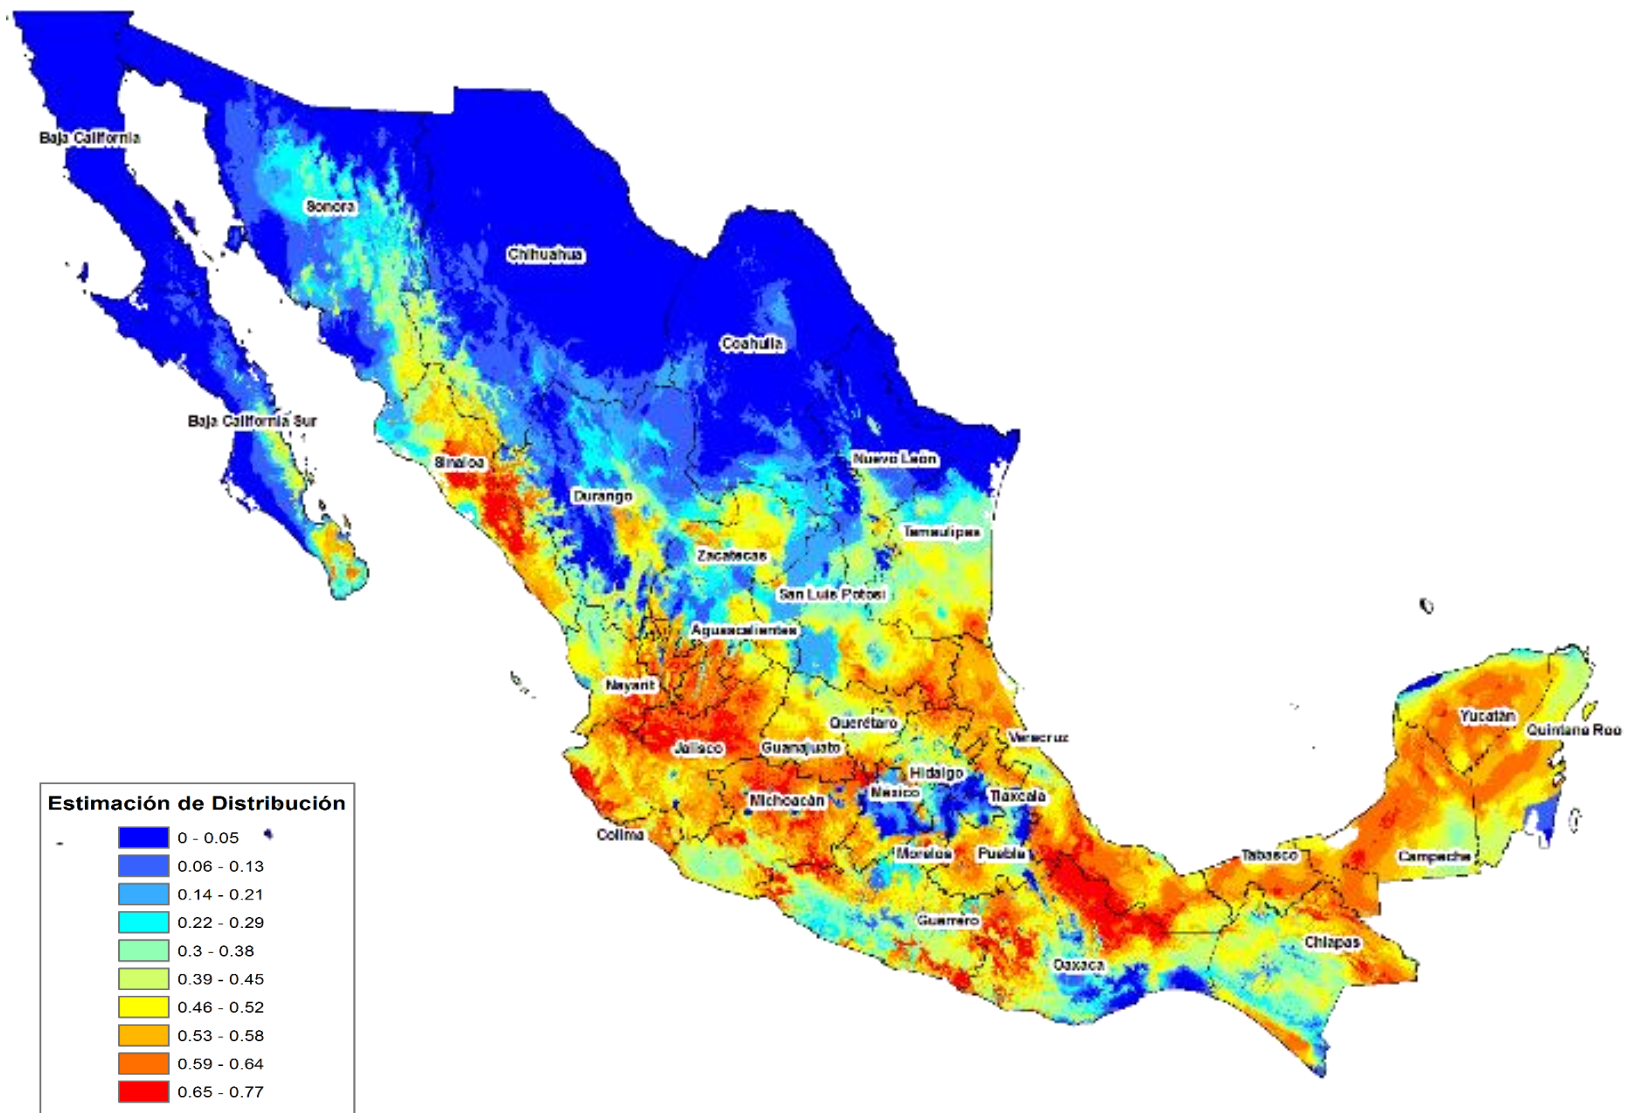 Baja California
Sonora
Chihuahua
Coahuila
Baja California Sur
Nuevo León
Sinaloa
Durango
Tamaulipas
Zacatecas
San Luis Potosí
Aguascalientes
Nayarit
Yucatán
Querétaro
Quintana Roo
Veracruz
Jalisco
Guanajuato
Hidalgo
México
Tlaxcala
Michoacán
Colima
Morelos
Puebla
Tabasco
Campeche
Guerrero
Chiapas
Oaxaca
Estimación de Distribución
0 - 0.05
0.06 - 0.13
0.14 - 0.21
0.22 - 0.29
0.3 - 0.38
0.39 - 0.45
0.46 - 0.52
0.53 - 0.58
0.59 - 0.64
0.65 - 0.77